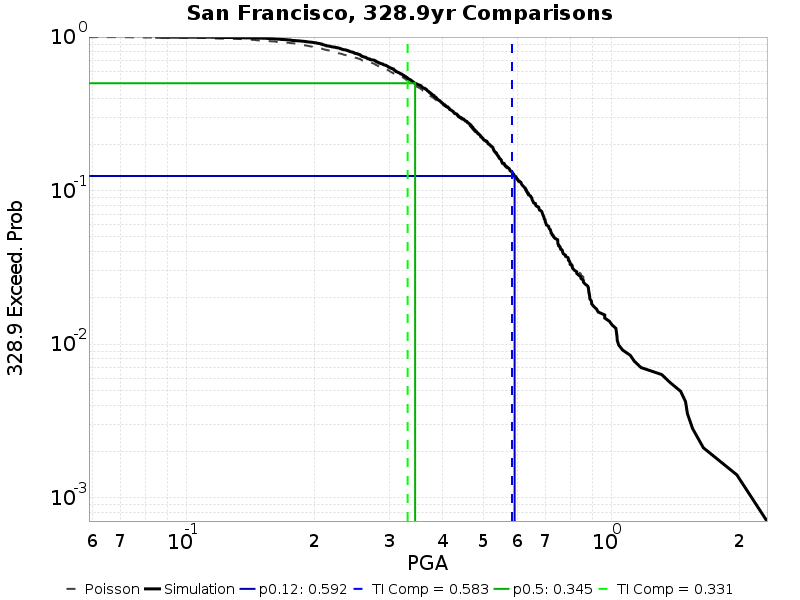 San Francisco, 328.9yr Comparisons
328.9 Exceed. Prob
10^0
10^-1
10^-2
10^-3
6 7 10^-1 2 3 4 5 6 7 10^0 2
PGA
Poisson Simulation p0.12: 0.592 TI Comp = 0.583 p0.5: 0.345 TI Comp = 0.331